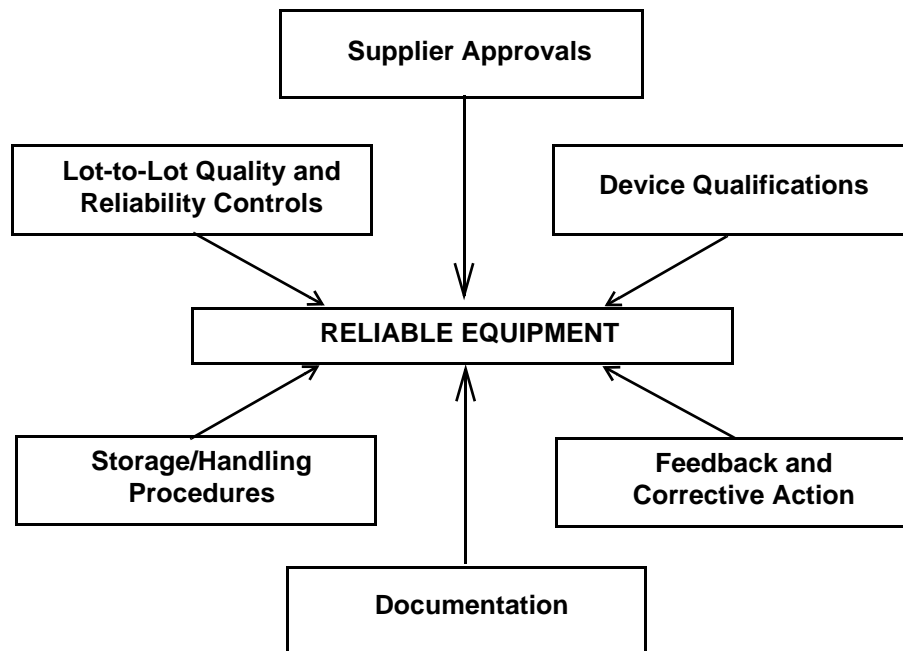 Supplier Approvals
Lot-to-Lot Quality and
Reliability Controls
Device Qualifications
RELIABLE EQUIPMENT
Storage/Handling
Procedures
Feedback and
Corrective Action
Documentation